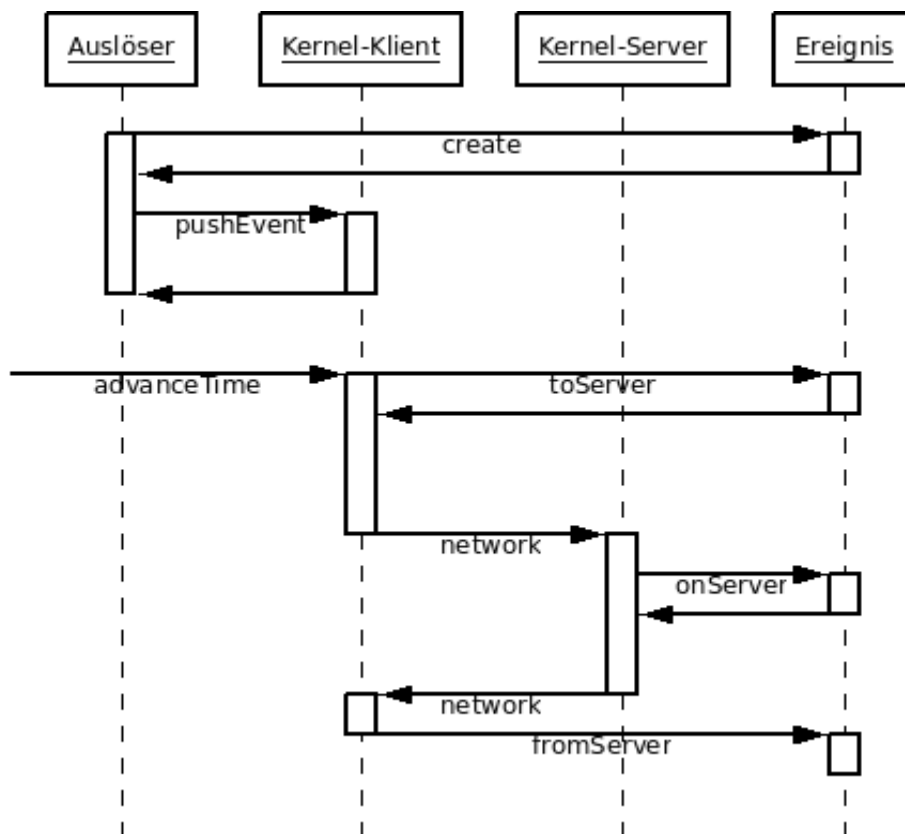 Auslöser
Kernel-Klient
Kernel-Server
Ereignis
create
pushEvent
advanceTime
toServer
network
onServer
network
fromServer